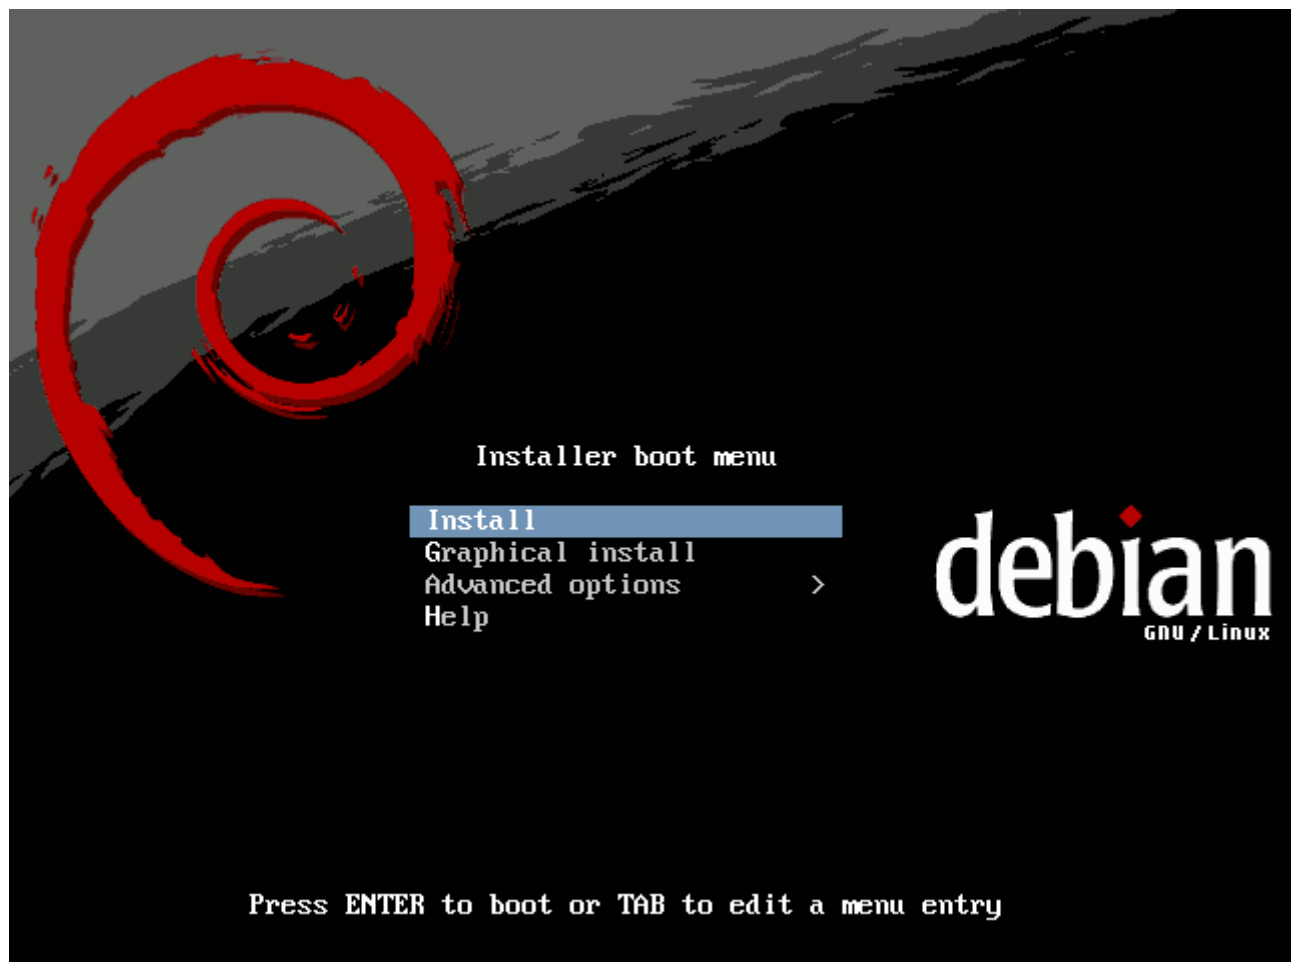 Installer boot menu
Install
Graphical install
Advanced options >
Help
debian
GNU/Linux
Press ENTER to boot or TAB to edit a menu entry